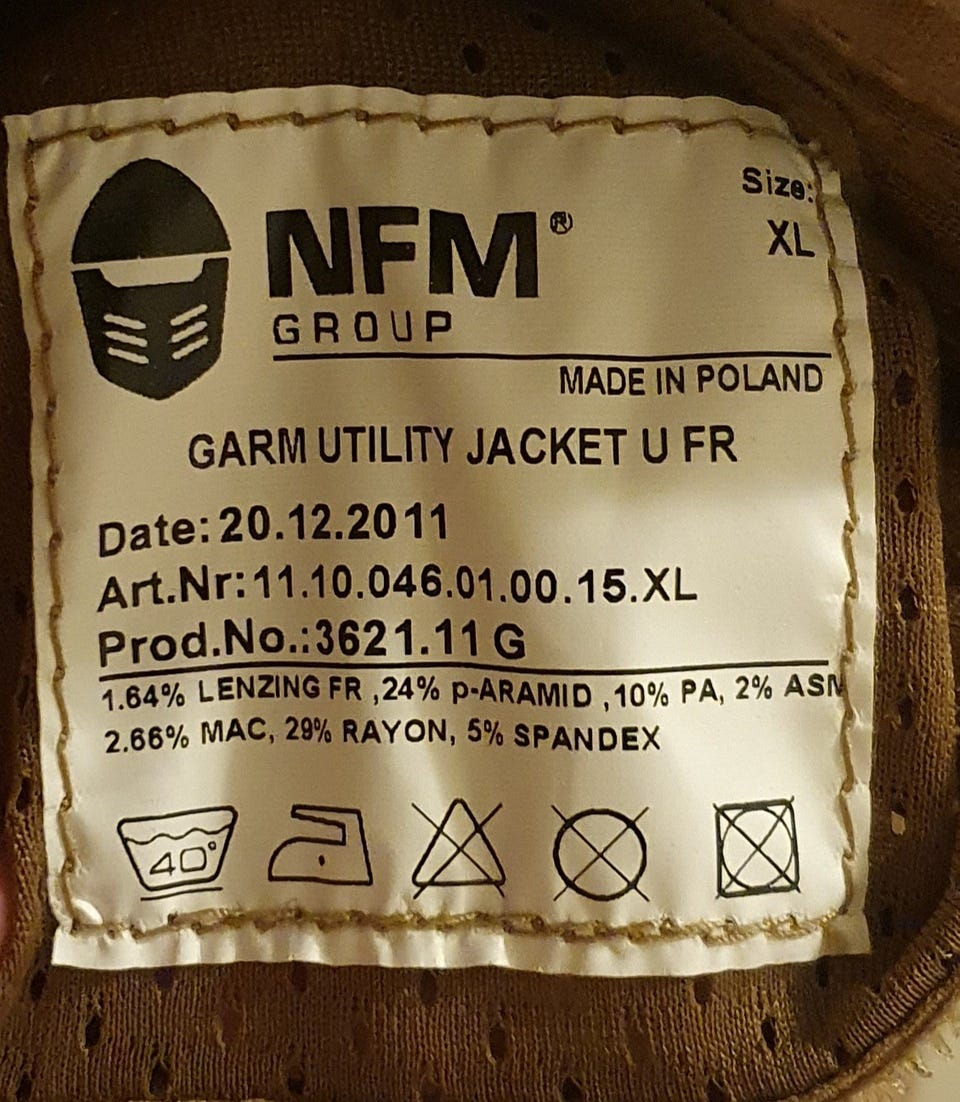 Size:
XL
NFM®
GROUP
MADE IN POLAND
GARM UTILITY JACKET U FR
Date: 20.12.2011
Art.Nr: 11.10.046.01.00.15.XL
Prod.No.:3621.11 G
1.64% LENZING FR ,24% p-ARAMID ,10% PA, 2% ASN
2.66% MAC, 29% RAYON, 5% SPANDEX
40°